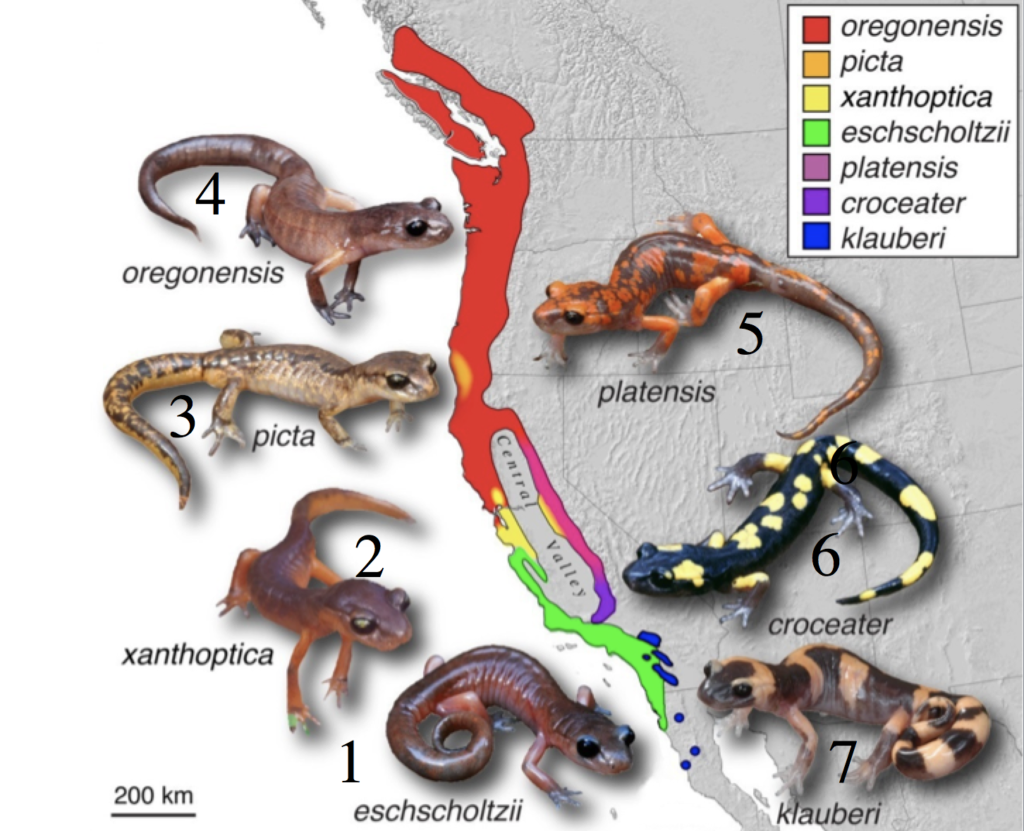 oregonensis
picta
xanthoptica
eschscholtzii
platensis
croceater
klauberi
4
oregonensis
5
platensis
3
picta
Central
Valley
6
6
croceater
2
xanthoptica
1
eschscholtzii
7
klauberi
200 km